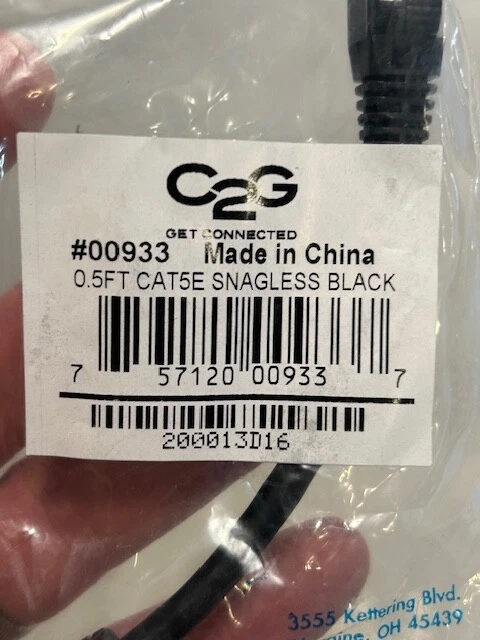 C2G
GET CONNECTED
#00933 Made in China
0.5FT CAT5E SNAGLESS BLACK
7 57120 00933 7
200013D16
3555 Kettering Blvd.
OH 45439